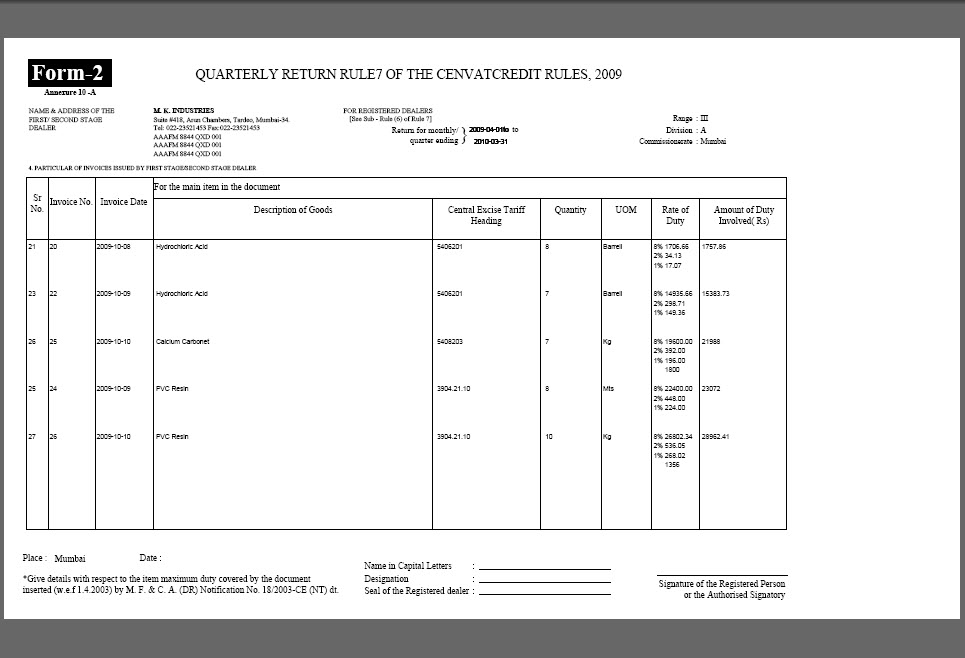 Form-2
QUARTERLY RETURN RULE7 OF THE CENVATCREDIT RULES, 2009
Annexure 10 -A
NAME & ADDRESS OF THE
FIRST/ SECOND STAGE
DEALER
M. K. INDUSTRIES
Suite #418, Arun Chambers, Tardeo, Mumbai-34.
Tel: 022-23521453 Fax:022-23521453
AAAFM 8844 QXD 001
AAAFM 8844 QXD 001
AAAFM 8844 QXD 001
FOR REGISTERED DEALERS
[See Sub - Rule (6) of Rule 7]
Return for monthly/ } 2009-04-01to to
quarter ending } 2010-03-31
Range : III
Division : A
Commissionerate : Mumbai
4. PARTICULAR OF INVOICES ISSUED BY FIRST STAGE/SECOND STAGE DEALER
Sr No. Invoice No. Invoice Date For the main item in the document
Description of Goods Central Excise Tariff Heading Quantity UOM Rate of Duty Amount of Duty Involved( Rs)
21 20 2009-10-08 Hydrochloric Acid 5406201 8 Barrell 8% 1706.66 1757.86
2% 34.13
1% 17.07
23 22 2009-10-09 Hydrochloric Acid 5406201 7 Barrell 8% 14935.66 15383.73
2% 298.71
1% 149.36
26 25 2009-10-10 Calcium Carbonet 5408203 7 Kg 8% 19600.00 21988
2% 392.00
1% 196.00
1800
25 24 2009-10-09 PVC Resin 3904.21.10 8 Mts 8% 22400.00 23072
2% 448.00
1% 224.00
27 26 2009-10-10 PVC Resin 3904.21.10 10 Kg 8% 26802.34 28962.41
2% 536.05
1% 268.02
1356
Place : Mumbai Date :
*Give details with respect to the item maximum duty covered by the document
inserted (w.e.f 1.4.2003) by M. F. & C. A. (DR) Notification No. 18/2003-CE (NT) dt.
Name in Capital Letters :
Designation :
Seal of the Registered dealer :
Signature of the Registered Person
or the Authorised Signatory